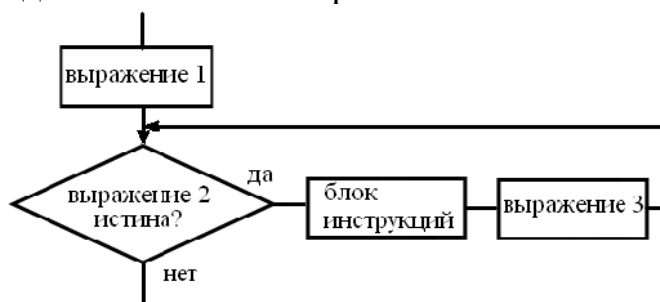 выражение 1
выражение 2
истина?
да
блок
инструкций
выражение 3
нет